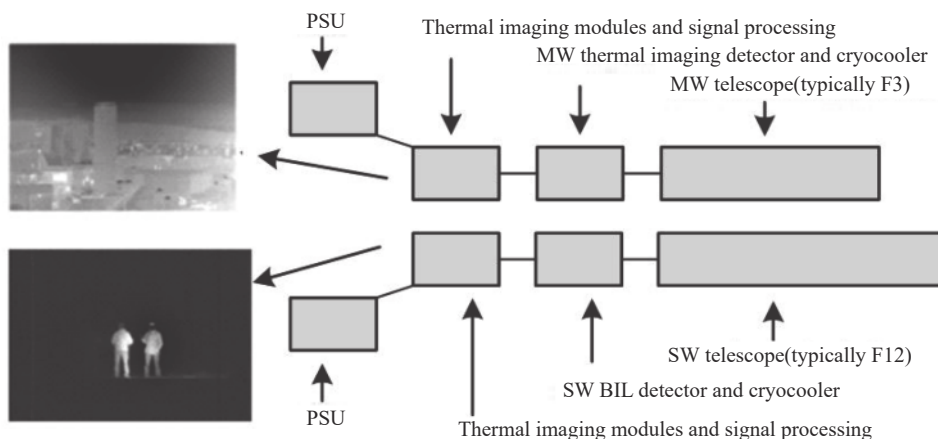 PSU
Thermal imaging modules and signal processing
MW thermal imaging detector and cryocooler
MW telescope(typically F3)
SW telescope(typically F12)
SW BIL detector and cryocooler
PSU
Thermal imaging modules and signal processing